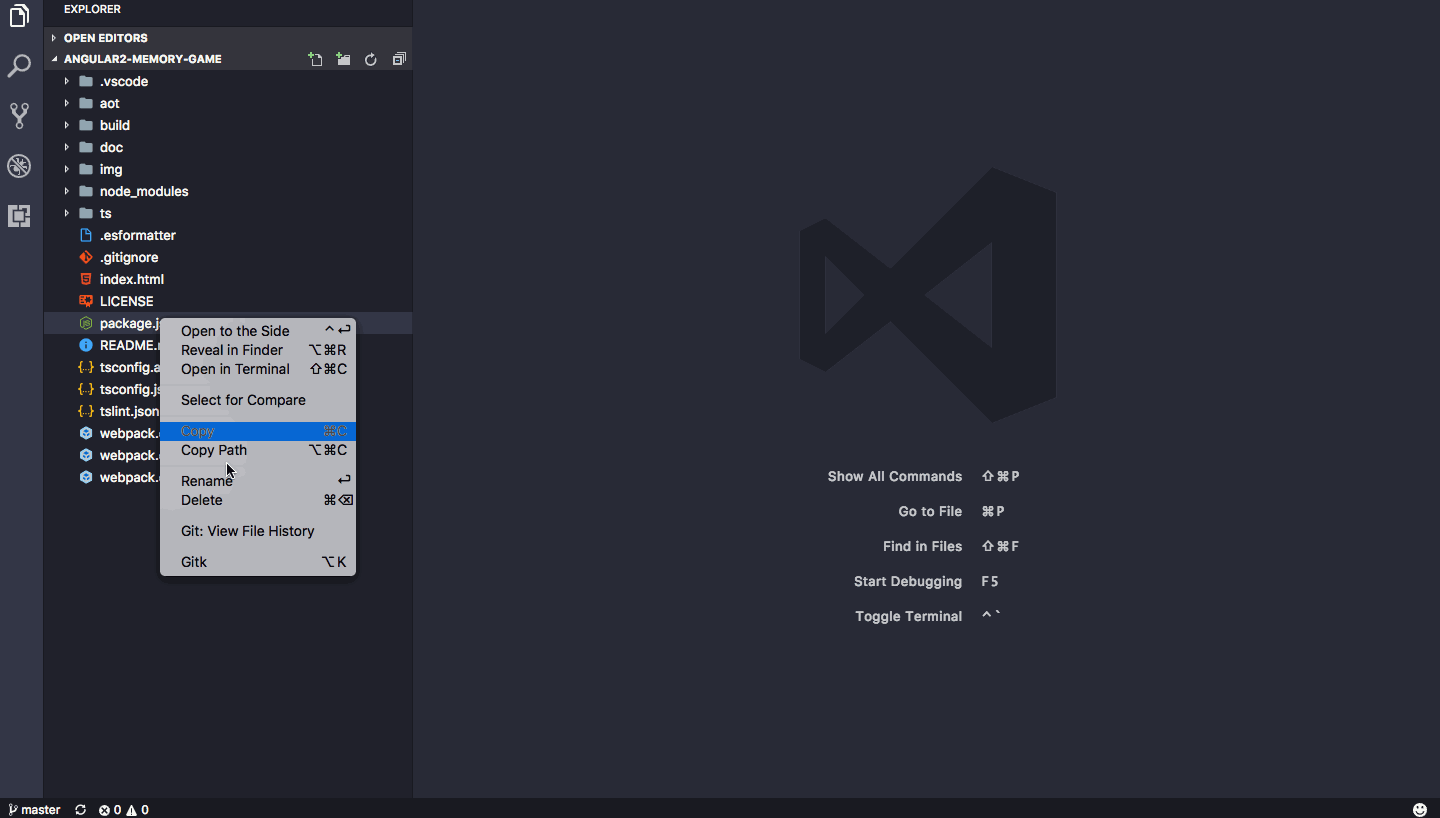 EXPLORER
OPEN EDITORS
ANGULAR2-MEMORY-GAME
.vscode
aot
build
doc
img
node_modules
ts
.esformatter
.gitignore
index.html
LICENSE
package.js
README.
tsconfig.a
tsconfig.js
tslint.json
webpack.
webpack.
webpack.
Open to the Side ^⏎
Reveal in Finder ⌥⌘R
Open in Terminal ⇧⌘C
Select for Compare
Copy ⌘C
Copy Path ⌥⌘C
Rename ⏎
Delete ⌘⌫
Git: View File History
Gitk ⌥K
Show All Commands ⇧⌘P
Go to File ⌘P
Find in Files ⇧⌘F
Start Debugging F5
Toggle Terminal ^`
master 0 0